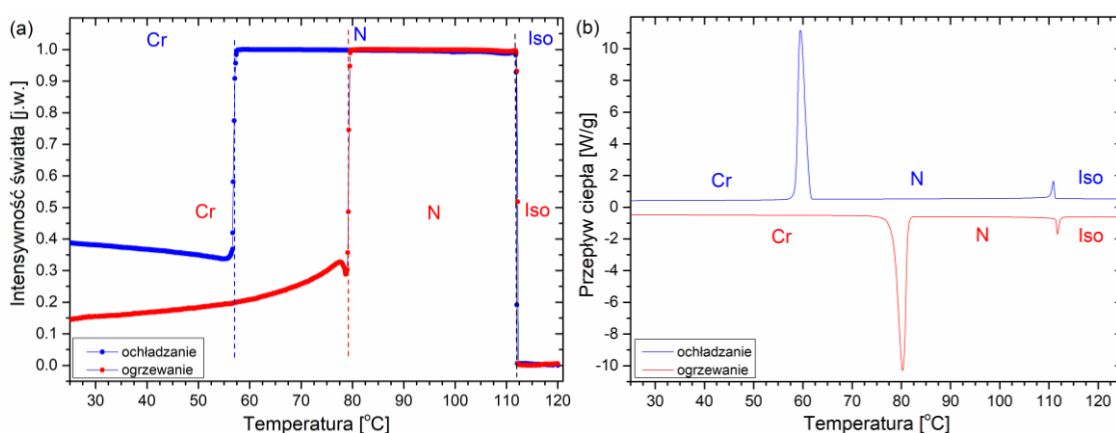 (a)
Cr
N
Iso
Cr
N
Iso
Intensywność światła [j.w.]
1.0
0.9
0.8
0.7
0.6
0.5
0.4
0.3
0.2
0.1
0.0
ochładzanie
ogrzewanie
30 40 50 60 70 80 90 100 110 120
Temperatura [°C]
(b)
Przepływ ciepła [W/g]
10
8
6
4
2
0
-2
-4
-6
-8
-10
Cr
N
Iso
Cr
N
Iso
ochładzanie
ogrzewanie
30 40 50 60 70 80 90 100 110 120
Temperatura [°C]